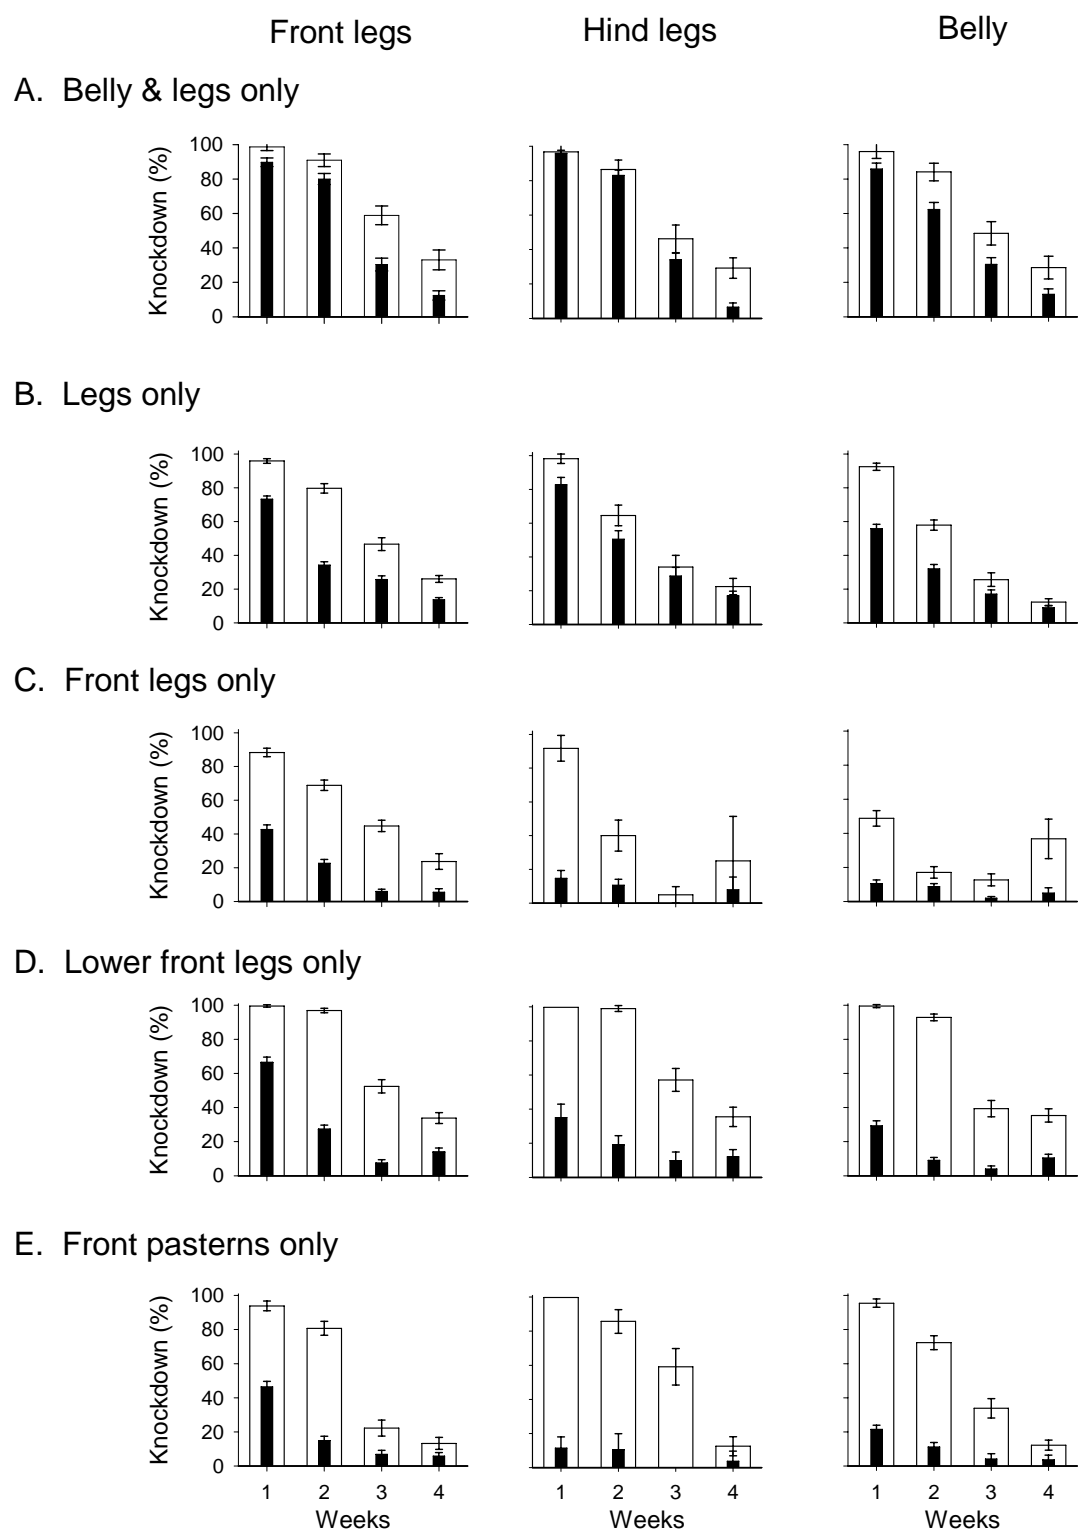 Front legs Hind legs Belly
A. Belly & legs only
Knockdown (%)
100
80
60
40
20
0
B. Legs only
Knockdown (%)
100
80
60
40
20
0
C. Front legs only
Knockdown (%)
100
80
60
40
20
0
D. Lower front legs only
Knockdown (%)
100
80
60
40
20
0
E. Front pasterns only
Knockdown (%)
100
80
60
40
20
0
1 2 3 4 1 2 3 4 1 2 3 4
Weeks Weeks Weeks